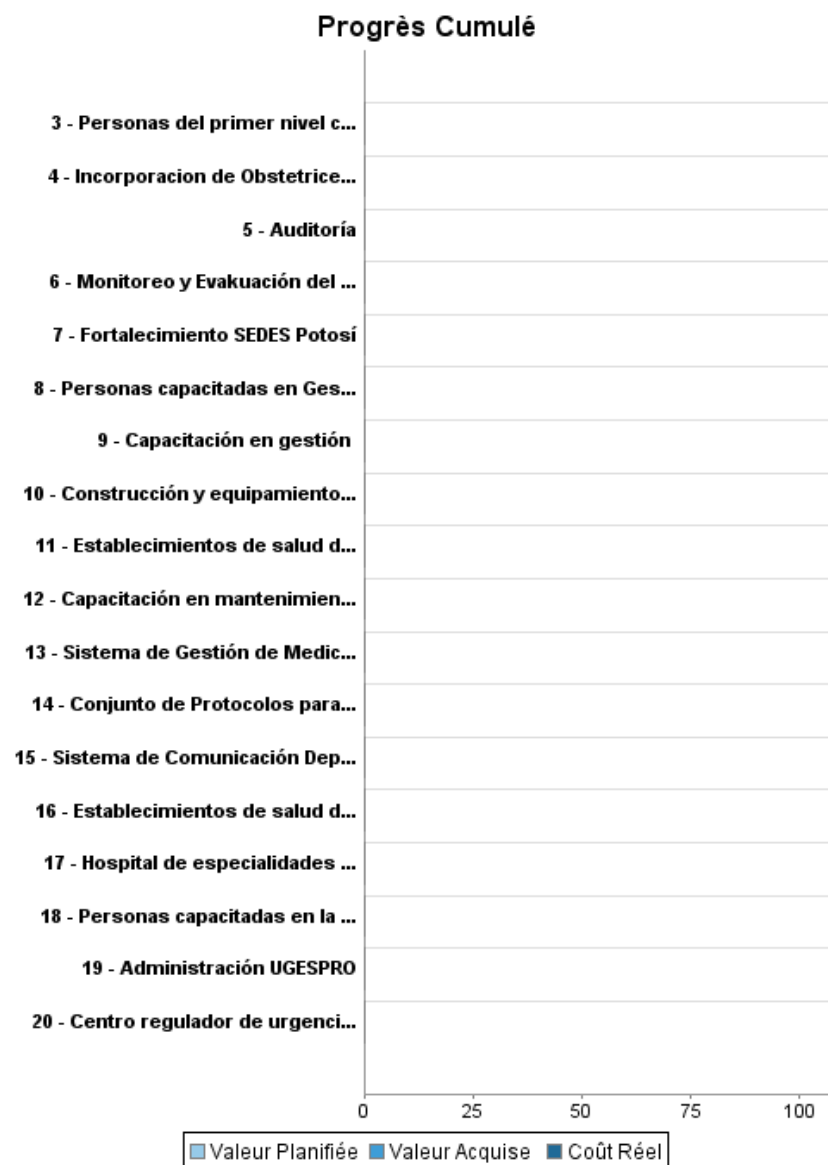 Progrès Cumulé
3 - Personas del primer nivel c...
4 - Incorporacion de Obstetrice...
5 - Auditoría
6 - Monitoreo y Evakuación del ...
7 - Fortalecimiento SEDES Potosí
8 - Personas capacitadas en Ges...
9 - Capacitación en gestión
10 - Construcción y equipamiento...
11 - Establecimientos de salud d...
12 - Capacitación en mantenimien...
13 - Sistema de Gestión de Medic...
14 - Conjunto de Protocolos para...
15 - Sistema de Comunicación Dep...
16 - Establecimientos de salud d...
17 - Hospital de especialidades ...
18 - Personas capacitadas en la ...
19 - Administración UGESPRO
20 - Centro regulador de urgenci...
0 25 50 75 100
Valeur Planifiée Valeur Acquise Coût Réel